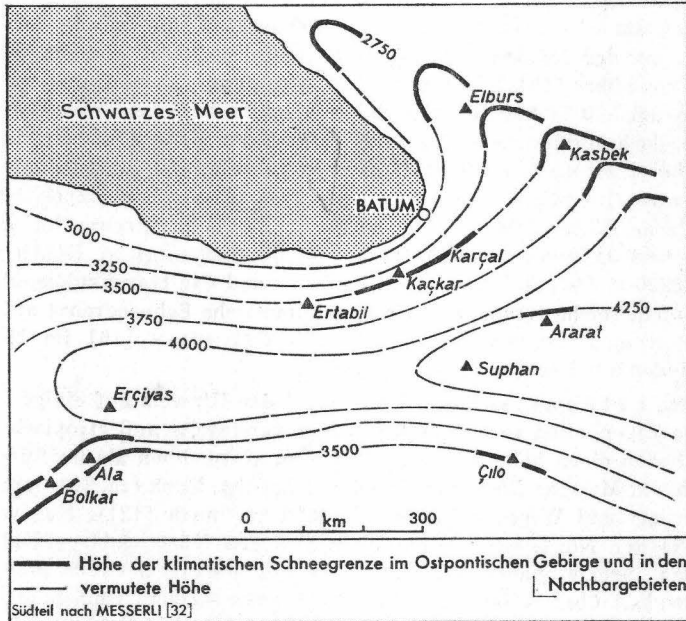 2750
Elburs
Schwarzes Meer
Kasbek
BATUM
3000
3250
Karçal
3500
Kaçkar
Ertabil
3750
4250
Ararat
4000
Suphan
Erçiyas
3500
Ala
Çılo
Bolkar
0 300
km
Höhe der klimatischen Schneegrenze im Ostpontischen Gebirge und in den
Nachbargebieten
vermutete Höhe
Südteil nach MESSERLI [32]